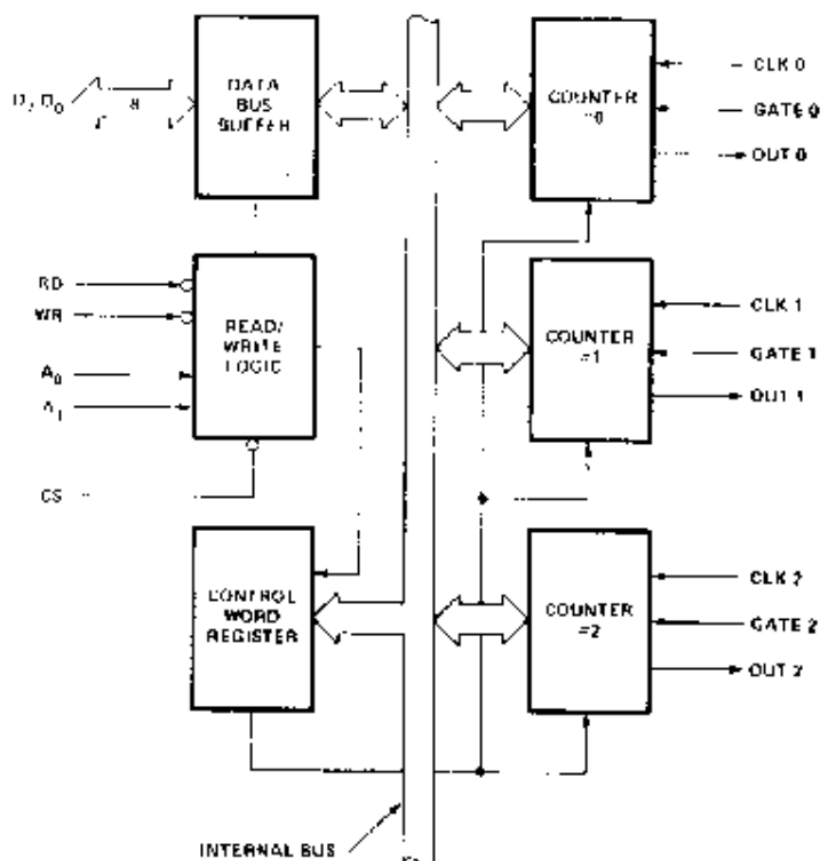 DATA
BUS
BUFFER
8
COUNTER
=0
CLK 0
GATE 0
OUT 0
RD
WR
A0
A1
CS
READ/
WRITE
LOGIC
COUNTER
=1
CLK 1
GATE 1
OUT 1
CONTROL
WORD
REGISTER
COUNTER
=2
CLK 2
GATE 2
OUT 2
INTERNAL BUS